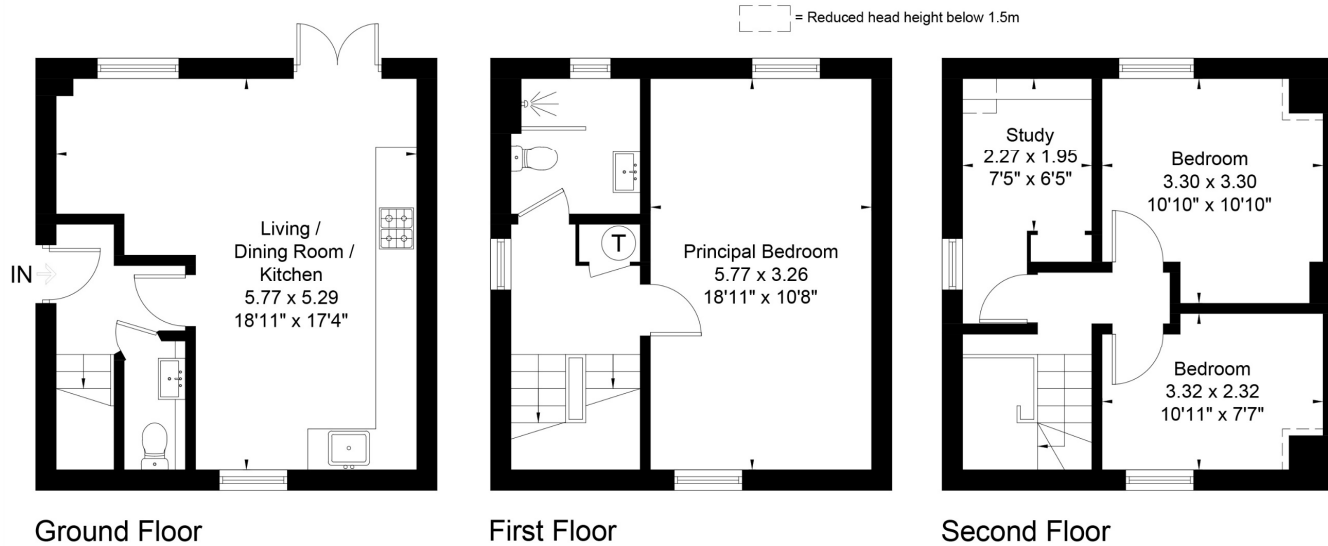 = Reduced head height below 1.5m
IN
Living /
Dining Room /
Kitchen
5.77 x 5.29
18'11" x 17'4"
Ground Floor
T
Principal Bedroom
5.77 x 3.26
18'11" x 10'8"
First Floor
Study
2.27 x 1.95
7'5" x 6'5"
Bedroom
3.30 x 3.30
10'10" x 10'10"
Bedroom
3.32 x 2.32
10'11" x 7'7"
Second Floor